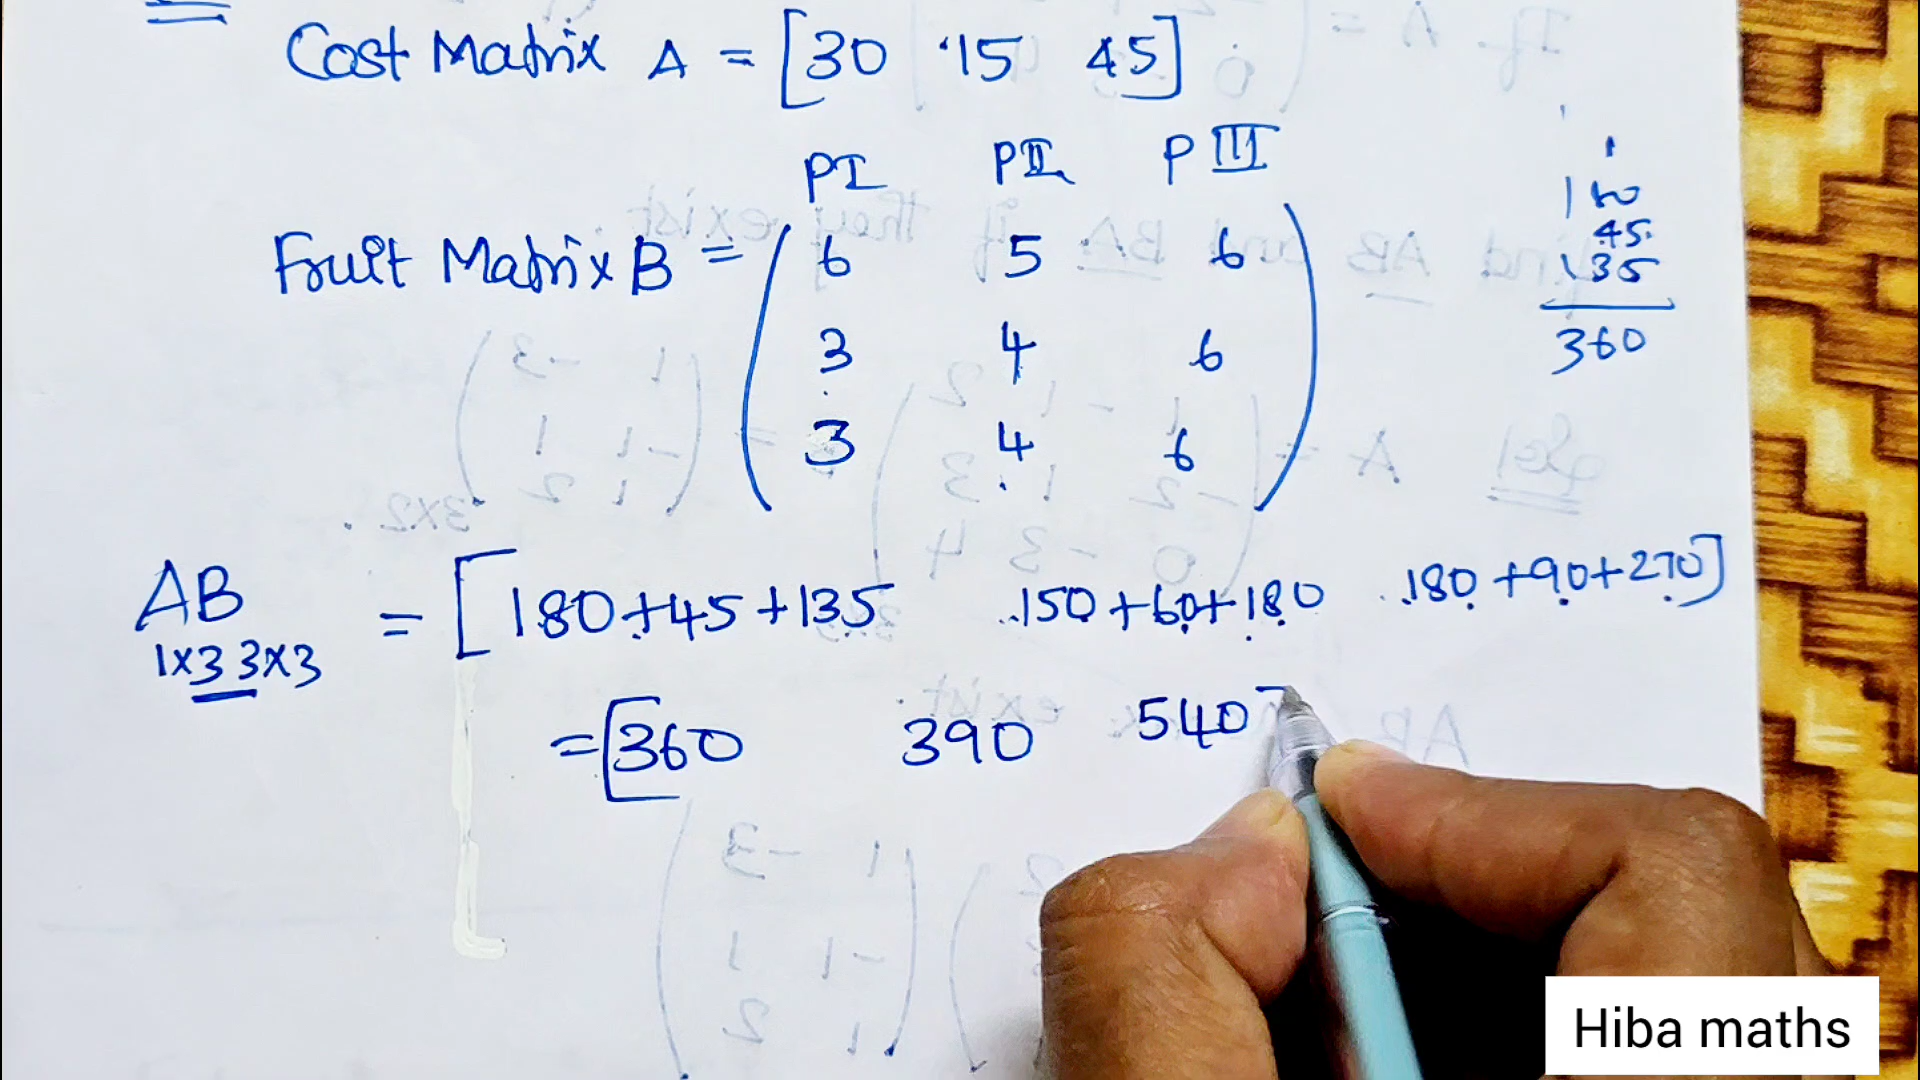 Cost Matrix A = [30 15 45]
PI PII PIII
Fruit Matrix B = ( 6 5 6
3 4 6
3 4 6 )
180
45
135
360
AB = [180+45+135 150+60+180 180+90+270]
1x3 3x3
= [360 390 540]
Hiba maths